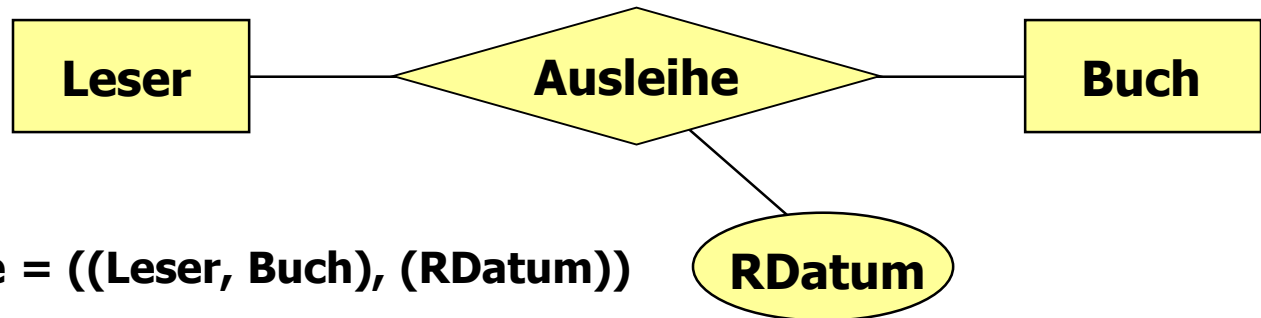 Leser
Ausleihe
Buch
e = ((Leser, Buch), (RDatum))
RDatum